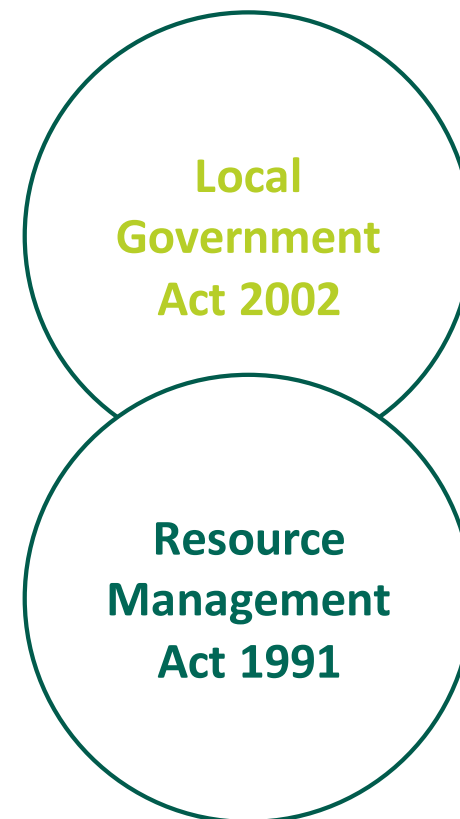 Local
Government
Act 2002
Resource
Management
Act 1991